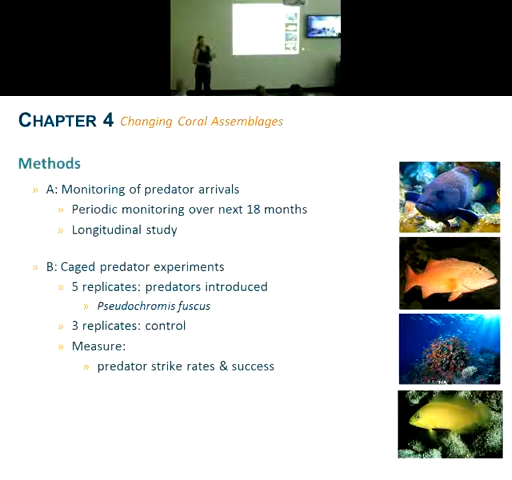 CHAPTER 4 Changing Coral Assemblages
Methods
» A: Monitoring of predator arrivals
» Periodic monitoring over next 18 months
» Longitudinal study
» B: Caged predator experiments
» 5 replicates: predators introduced
» Pseudochromis fuscus
» 3 replicates: control
» Measure:
» predator strike rates & success